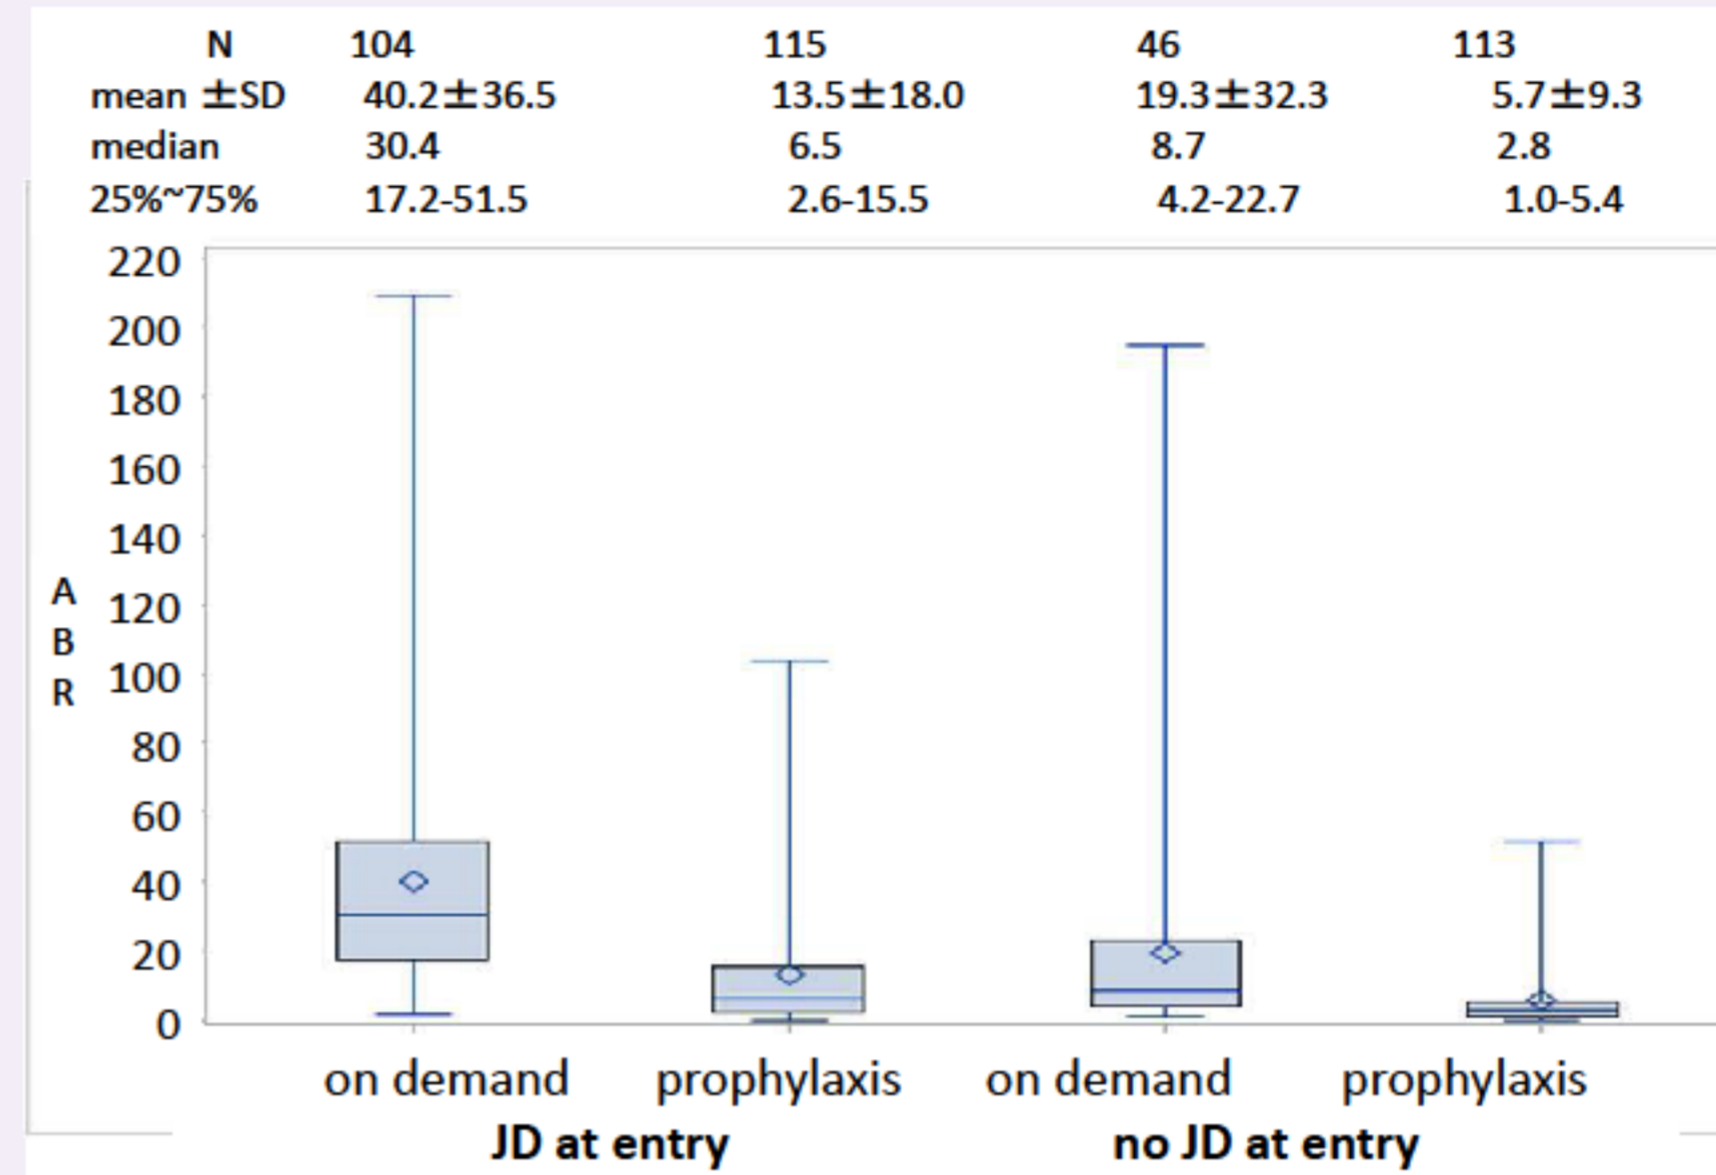 N 104 115 46 113
mean ±SD 40.2±36.5 13.5±18.0 19.3±32.3 5.7±9.3
median 30.4 6.5 8.7 2.8
25%~75% 17.2-51.5 2.6-15.5 4.2-22.7 1.0-5.4
220
200
180
160
140
120
100
80
60
40
20
0
A
B
R
on demand prophylaxis on demand prophylaxis
JD at entry no JD at entry